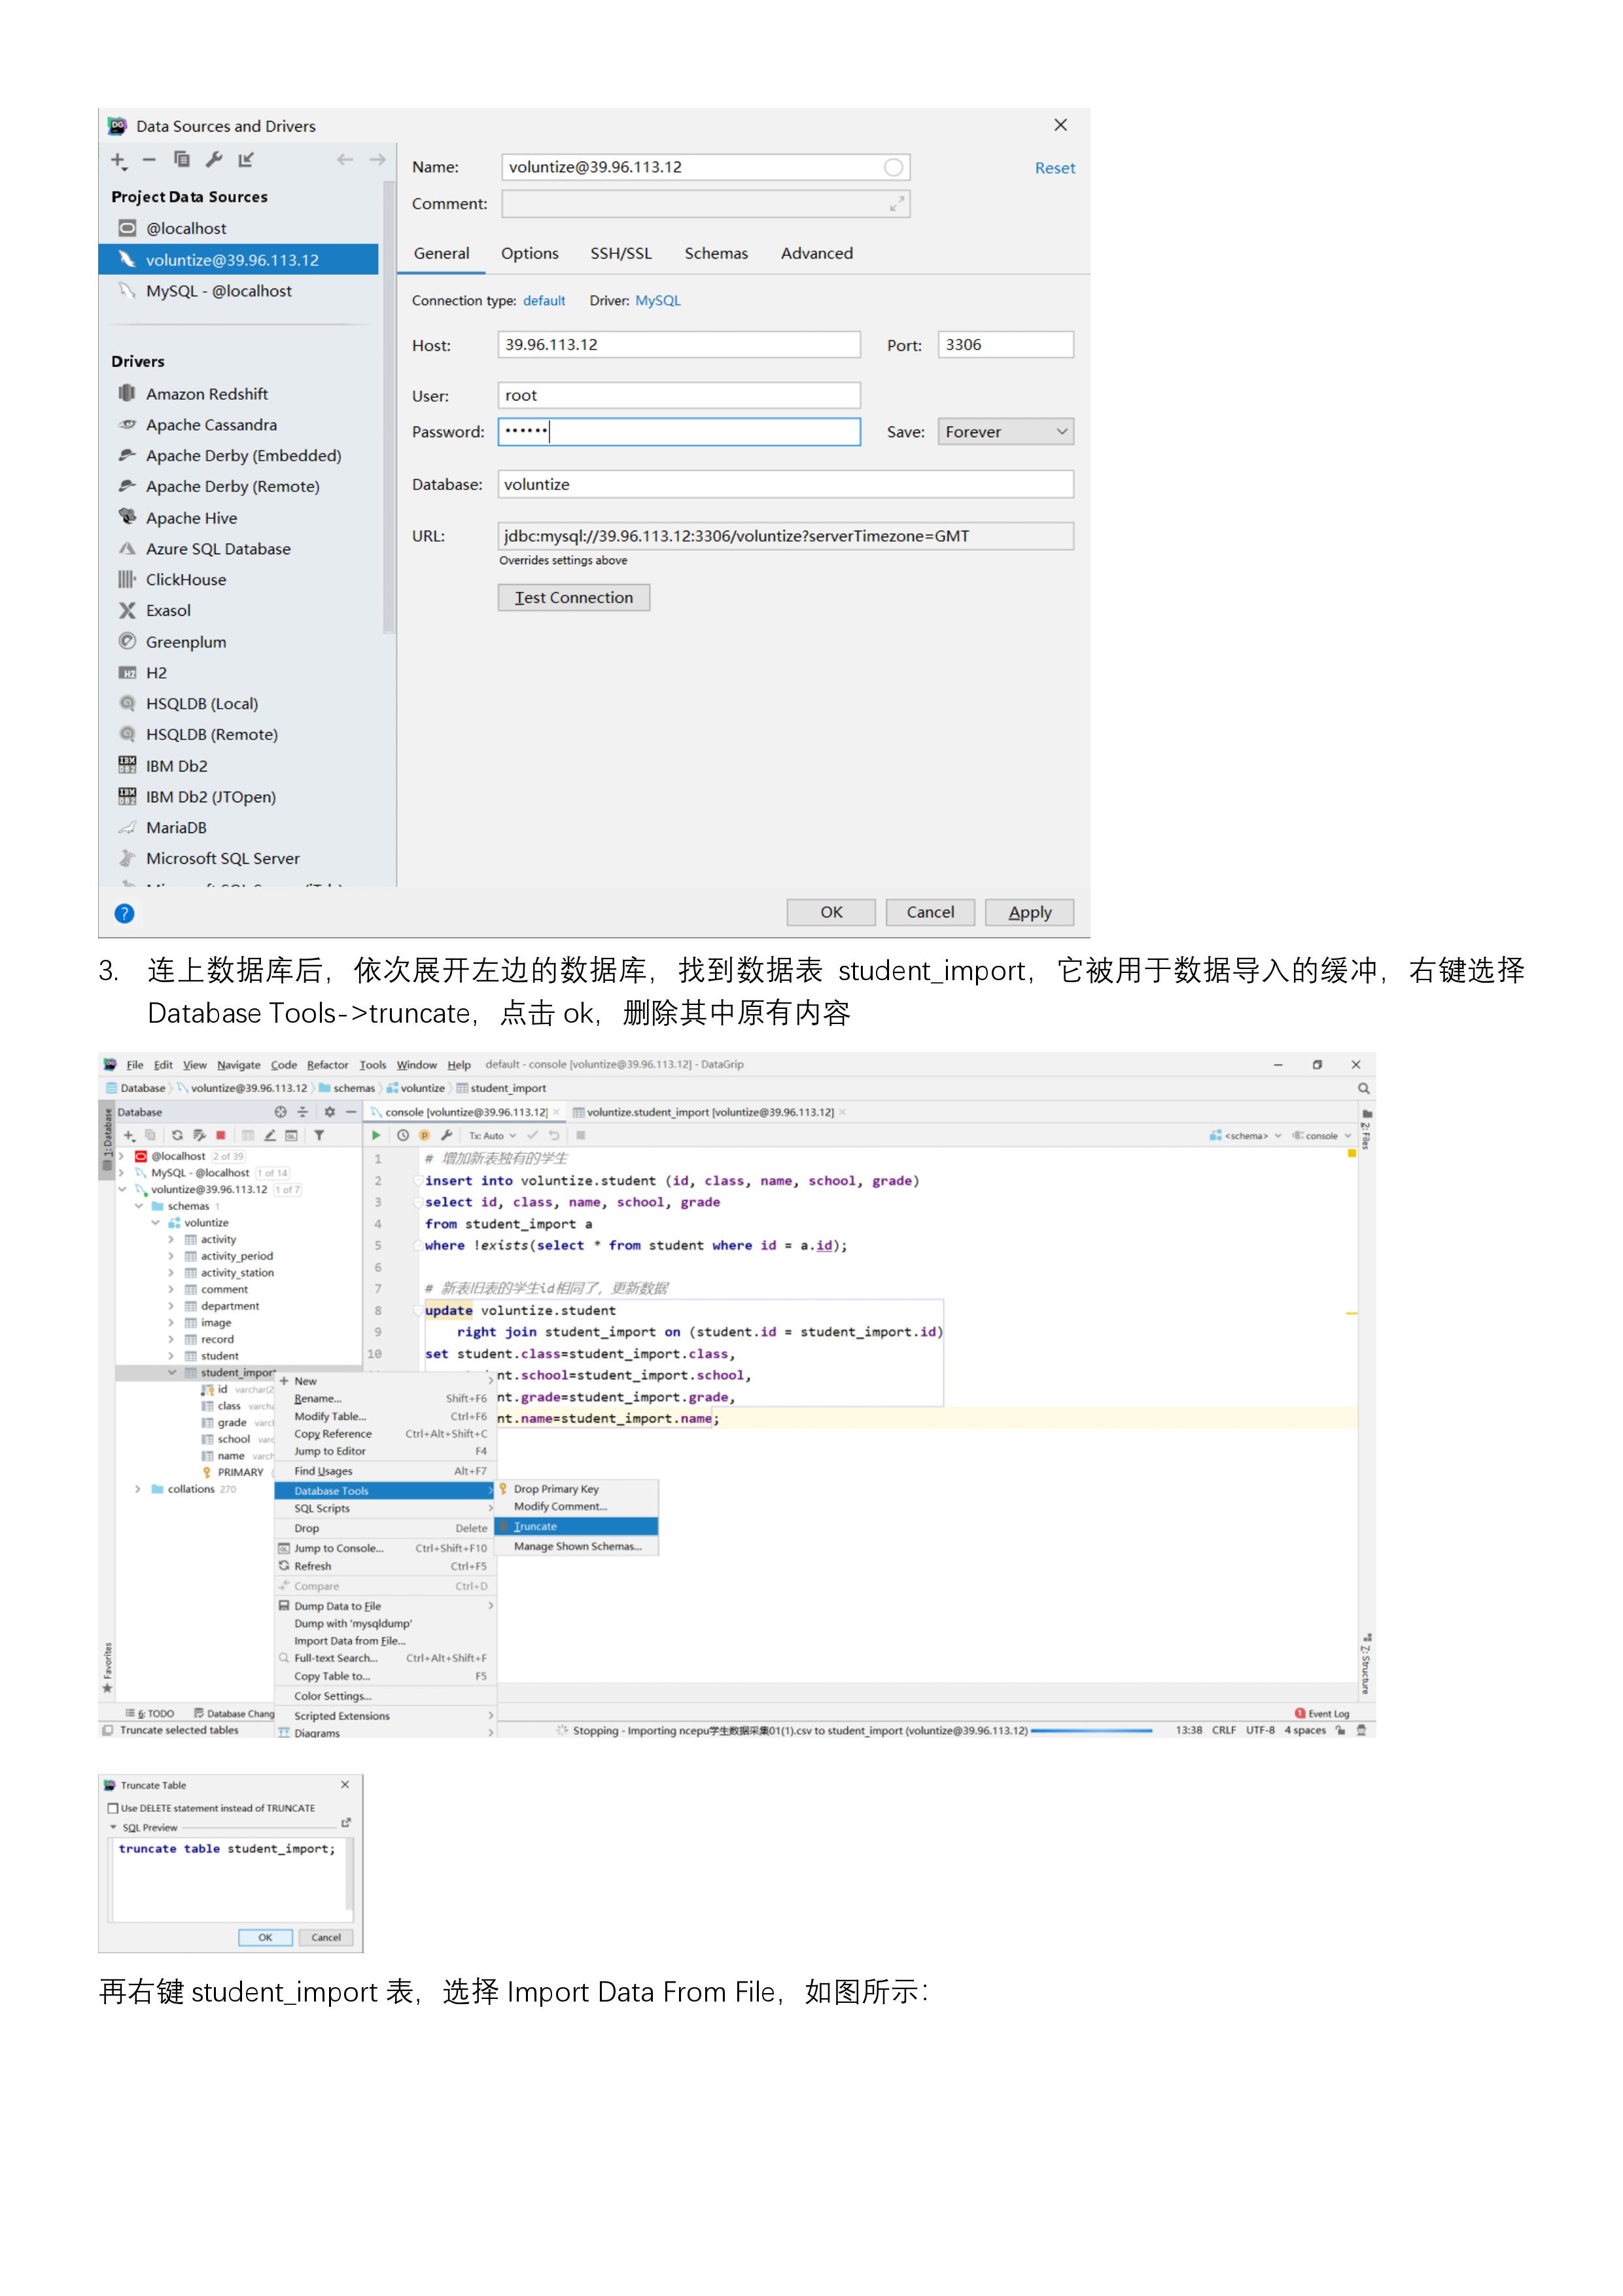 Data Sources and Drivers
Project Data Sources
@localhost
voluntize@39.96.113.12
MySQL - @localhost
Drivers
Amazon Redshift
Apache Cassandra
Apache Derby (Embedded)
Apache Derby (Remote)
Apache Hive
Azure SQL Database
ClickHouse
Exasol
Greenplum
H2
HSQLDB (Local)
HSQLDB (Remote)
IBM Db2
IBM Db2 (JTOpen)
MariaDB
Microsoft SQL Server
Name: voluntize@39.96.113.12 Reset
Comment:
General Options SSH/SSL Schemas Advanced
Connection type: default Driver: MySQL
Host: 39.96.113.12 Port: 3306
User: root
Password: •••••• Save: Forever
Database: voluntize
URL: jdbc:mysql://39.96.113.12:3306/voluntize?serverTimezone=GMT
Overrides settings above
Test Connection
? OK Cancel Apply
3. 连上数据库后，依次展开左边的数据库，找到数据表 student_import，它被用于数据导入的缓冲，右键选择
Database Tools->truncate，点击 ok，删除其中原有内容
File Edit View Navigate Code Refactor Tools Window Help default - console [voluntize@39.96.113.12] - DataGrip
Database voluntize@39.96.113.12 schemas voluntize student_import
Database
console [voluntize@39.96.113.12] voluntize.student_import [voluntize@39.96.113.12]
Tx: Auto <schema> console
1: Database
2: Files
@localhost 2 of 39
MySQL - @localhost 1 of 14
voluntize@39.96.113.12 1 of 7
schemas 1
voluntize
activity
activity_period
activity_station
comment
department
image
record
student
student_import
id varchar(2
class varcha
grade varc
school varc
name varch
PRIMARY
collations 270
1 # 增加新表独有的学生
2 insert into voluntize.student (id, class, name, school, grade)
3 select id, class, name, school, grade
4 from student_import a
5 where !exists(select * from student where id = a.id);
6
7 # 新表旧表的学生id相同了，更新数据
8 update voluntize.student
9 right join student_import on (student.id = student_import.id)
10 set student.class=student_import.class,
nt.school=student_import.school,
nt.grade=student_import.grade,
nt.name=student_import.name;
New
Rename... Shift+F6
Modify Table... Ctrl+F6
Copy Reference Ctrl+Alt+Shift+C
Jump to Editor F4
Find Usages Alt+F7
Database Tools
SQL Scripts
Drop Delete
Jump to Console... Ctrl+Shift+F10
Refresh Ctrl+F5
Compare Ctrl+D
Dump Data to File
Dump with 'mysqldump'
Import Data from File...
Full-text Search... Ctrl+Alt+Shift+F
Copy Table to... F5
Color Settings...
Scripted Extensions
Diagrams
Drop Primary Key
Modify Comment...
Truncate
Manage Shown Schemas...
Favorites
Z: Structure
6: TODO Database Chang
1 Event Log
Truncate selected tables
Stopping - Importing ncepu学生数据采集01(1).csv to student_import (voluntize@39.96.113.12)
13:38 CRLF UTF-8 4 spaces
Truncate Table
Use DELETE statement instead of TRUNCATE
SQL Preview
truncate table student_import;
OK Cancel
再右键 student_import 表，选择 Import Data From File，如图所示：